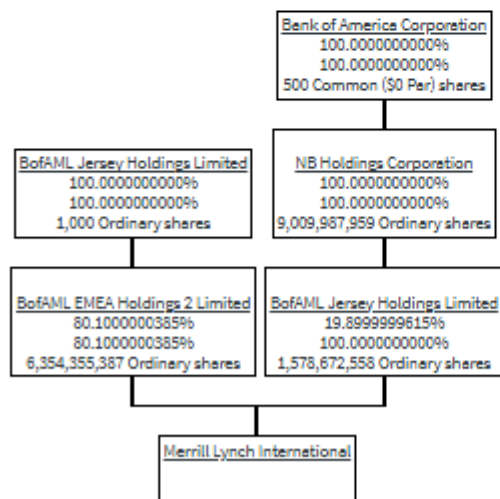 Bank of America Corporation
100.0000000000%
100.0000000000%
500 Common ($0 Par) shares
BofAML Jersey Holdings Limited
100.0000000000%
100.0000000000%
1,000 Ordinary shares
NB Holdings Corporation
100.0000000000%
100.0000000000%
9,009,987,959 Ordinary shares
BofAML EMEA Holdings 2 Limited
80.1000000385%
80.1000000385%
6,354,355,387 Ordinary shares
BofAML Jersey Holdings Limited
19.8999999615%
100.0000000000%
1,578,672,558 Ordinary shares
Merrill Lynch International